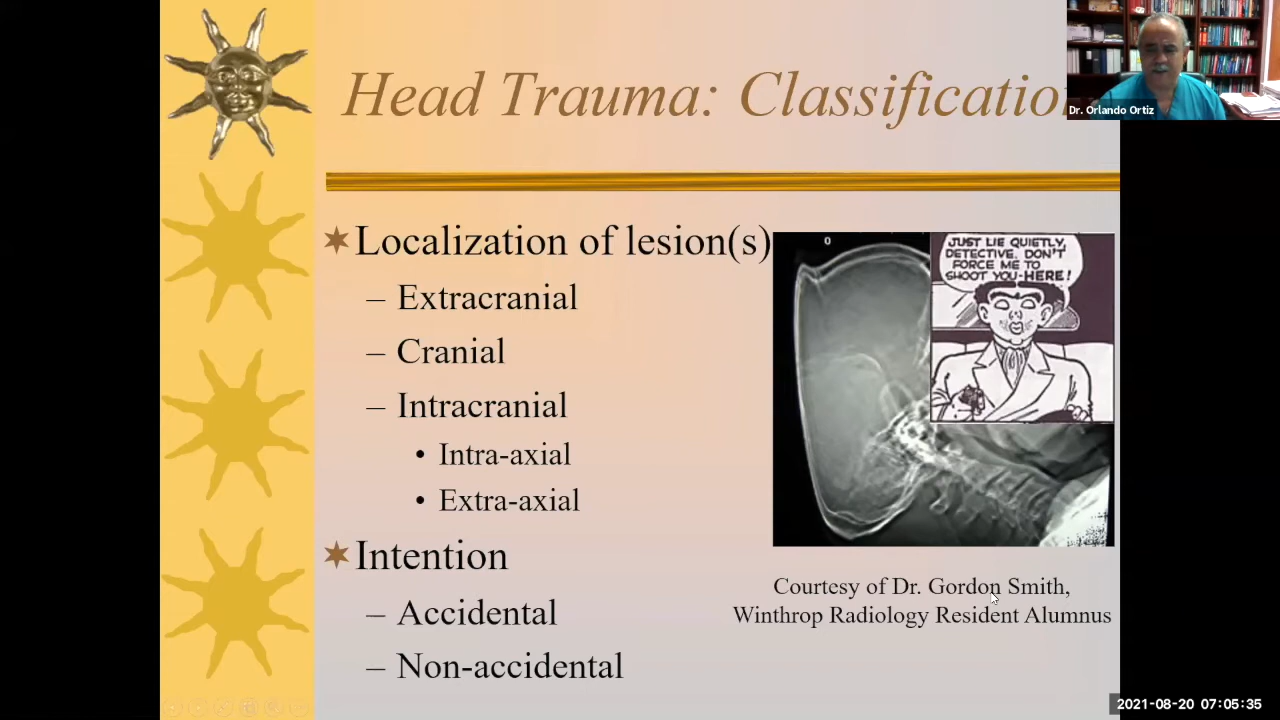 Head Trauma: Classificatio
Dr. Orlando Ortiz
Localization of lesion(s)
– Extracranial
– Cranial
– Intracranial
• Intra-axial
• Extra-axial
Intention
– Accidental
– Non-accidental
0
JUST LIE QUIETLY,
DETECTIVE. DON'T
FORCE ME TO
SHOOT YOU-HERE!
Courtesy of Dr. Gordon Smith,
Winthrop Radiology Resident Alumnus
2021-08-20 07:05:35